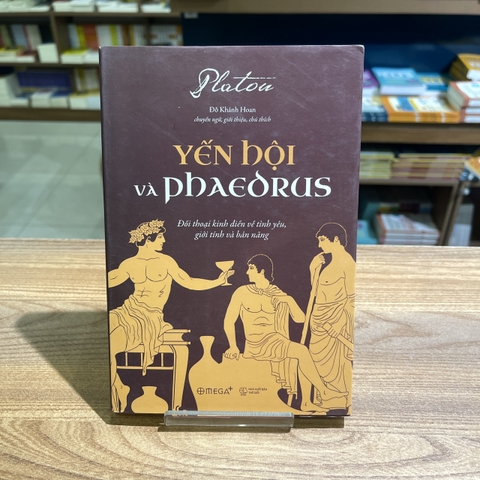 Platon
Đỗ Khánh Hoan
chuyển ngữ, giới thiệu, chú thích
YẾN HỘI
VÀ PHAEDRUS
Đối thoại kinh điển về tình yêu,
giới tính và bản năng
OMEGA+